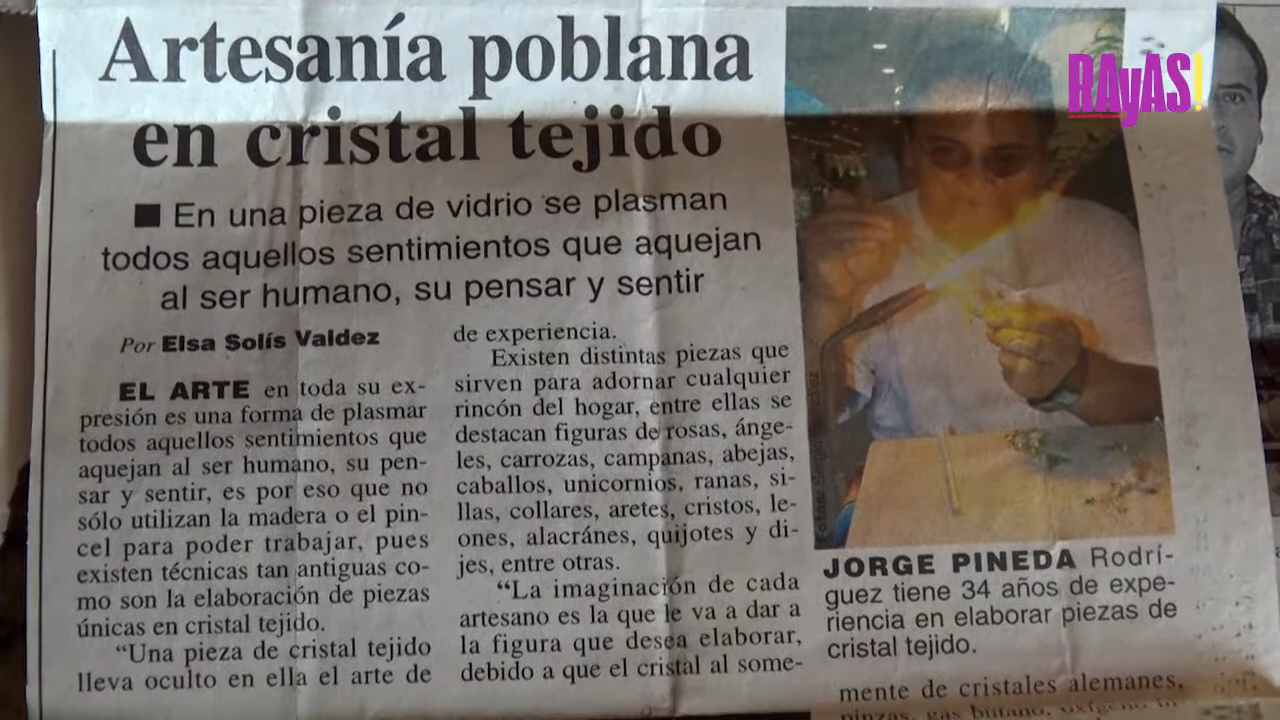 Artesanía poblana
en cristal tejido
■ En una pieza de vidrio se plasman
todos aquellos sentimientos que aquejan
al ser humano, su pensar y sentir
Por Elsa Solís Valdez
EL ARTE en toda su ex-
presión es una forma de plasmar
todos aquellos sentimientos que
aquejan al ser humano, su pen-
sar y sentir, es por eso que no
sólo utilizan la madera o el pin-
cel para poder trabajar, pues
existen técnicas tan antiguas co-
mo son la elaboración de piezas
únicas en cristal tejido.
“Una pieza de cristal tejido
lleva oculto en ella el arte de
de experiencia.
Existen distintas piezas que
sirven para adornar cualquier
rincón del hogar, entre ellas se
destacan figuras de rosas, ánge-
les, carrozas, campanas, abejas,
caballos, unicornios, ranas, si-
llas, collares, aretes, cristos, le-
ones, alacránes, quijotes y di-
jes, entre otras.
“La imaginación de cada
artesano es la que le va a dar a
la figura que desea elaborar,
debido a que el cristal al some-
RAyAS!
JORGE PINEDA Rodrí-
guez tiene 34 años de expe-
riencia en elaborar piezas de
cristal tejido.
mente de cristales alemanes,
pinzas, gas butano, oxígeno